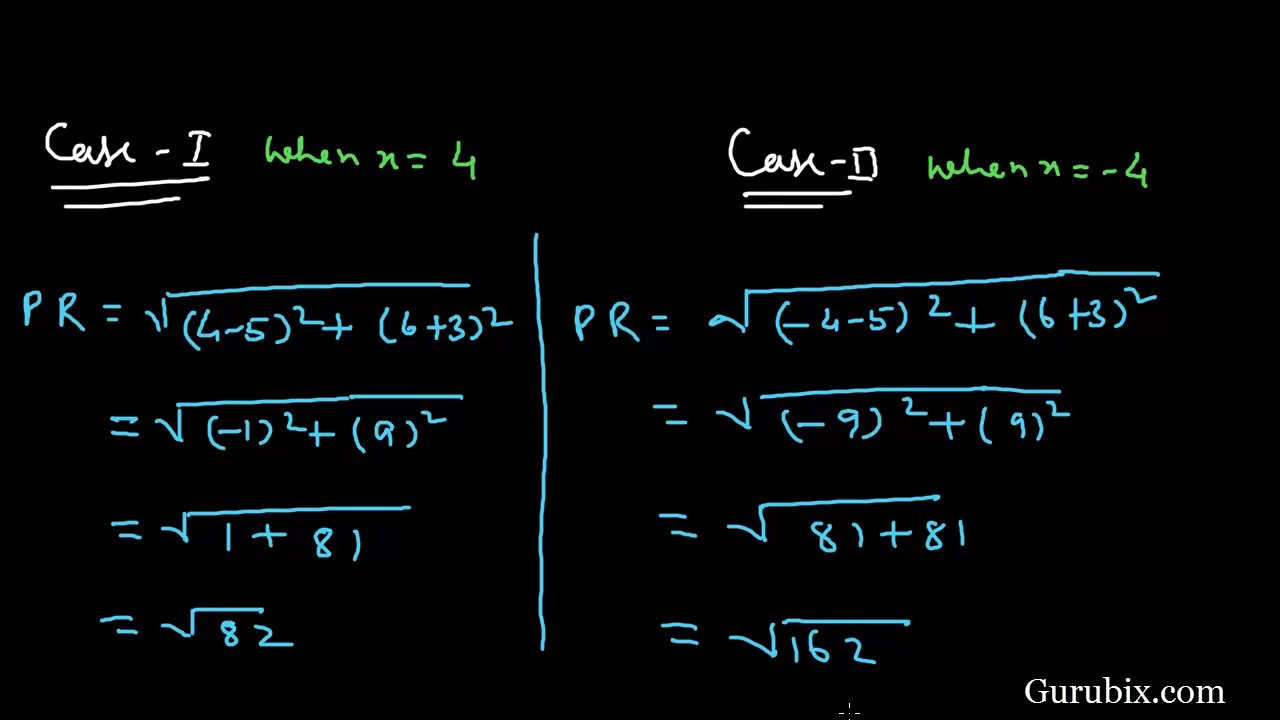 Case - I when x = 4
PR = √(4-5)² + (6+3)²
= √(-1)² + (9)²
= √1 + 81
= √82
Case - II when x = -4
PR = √(-4-5)² + (6+3)²
= √(-9)² + (9)²
= √81 + 81
= √162
Gurubix.com